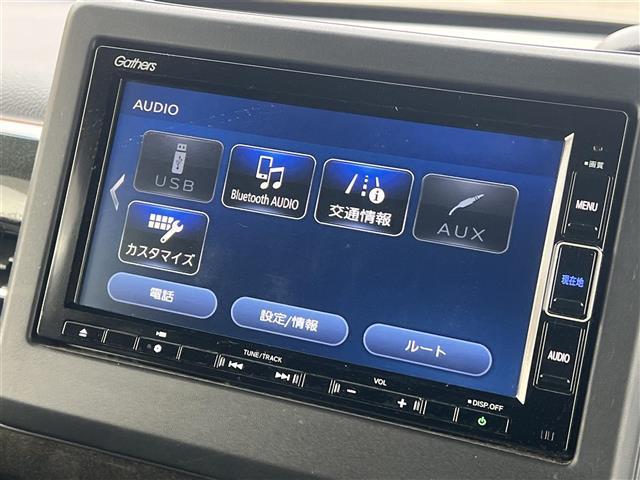 Gathers
AUDIO
USB
Bluetooth AUDIO
交通情報
AUX
カスタマイズ
電話
設定/情報
ルート
画質
MENU
現在地
AUDIO
TUNE/TRACK
VOL
DISP.OFF